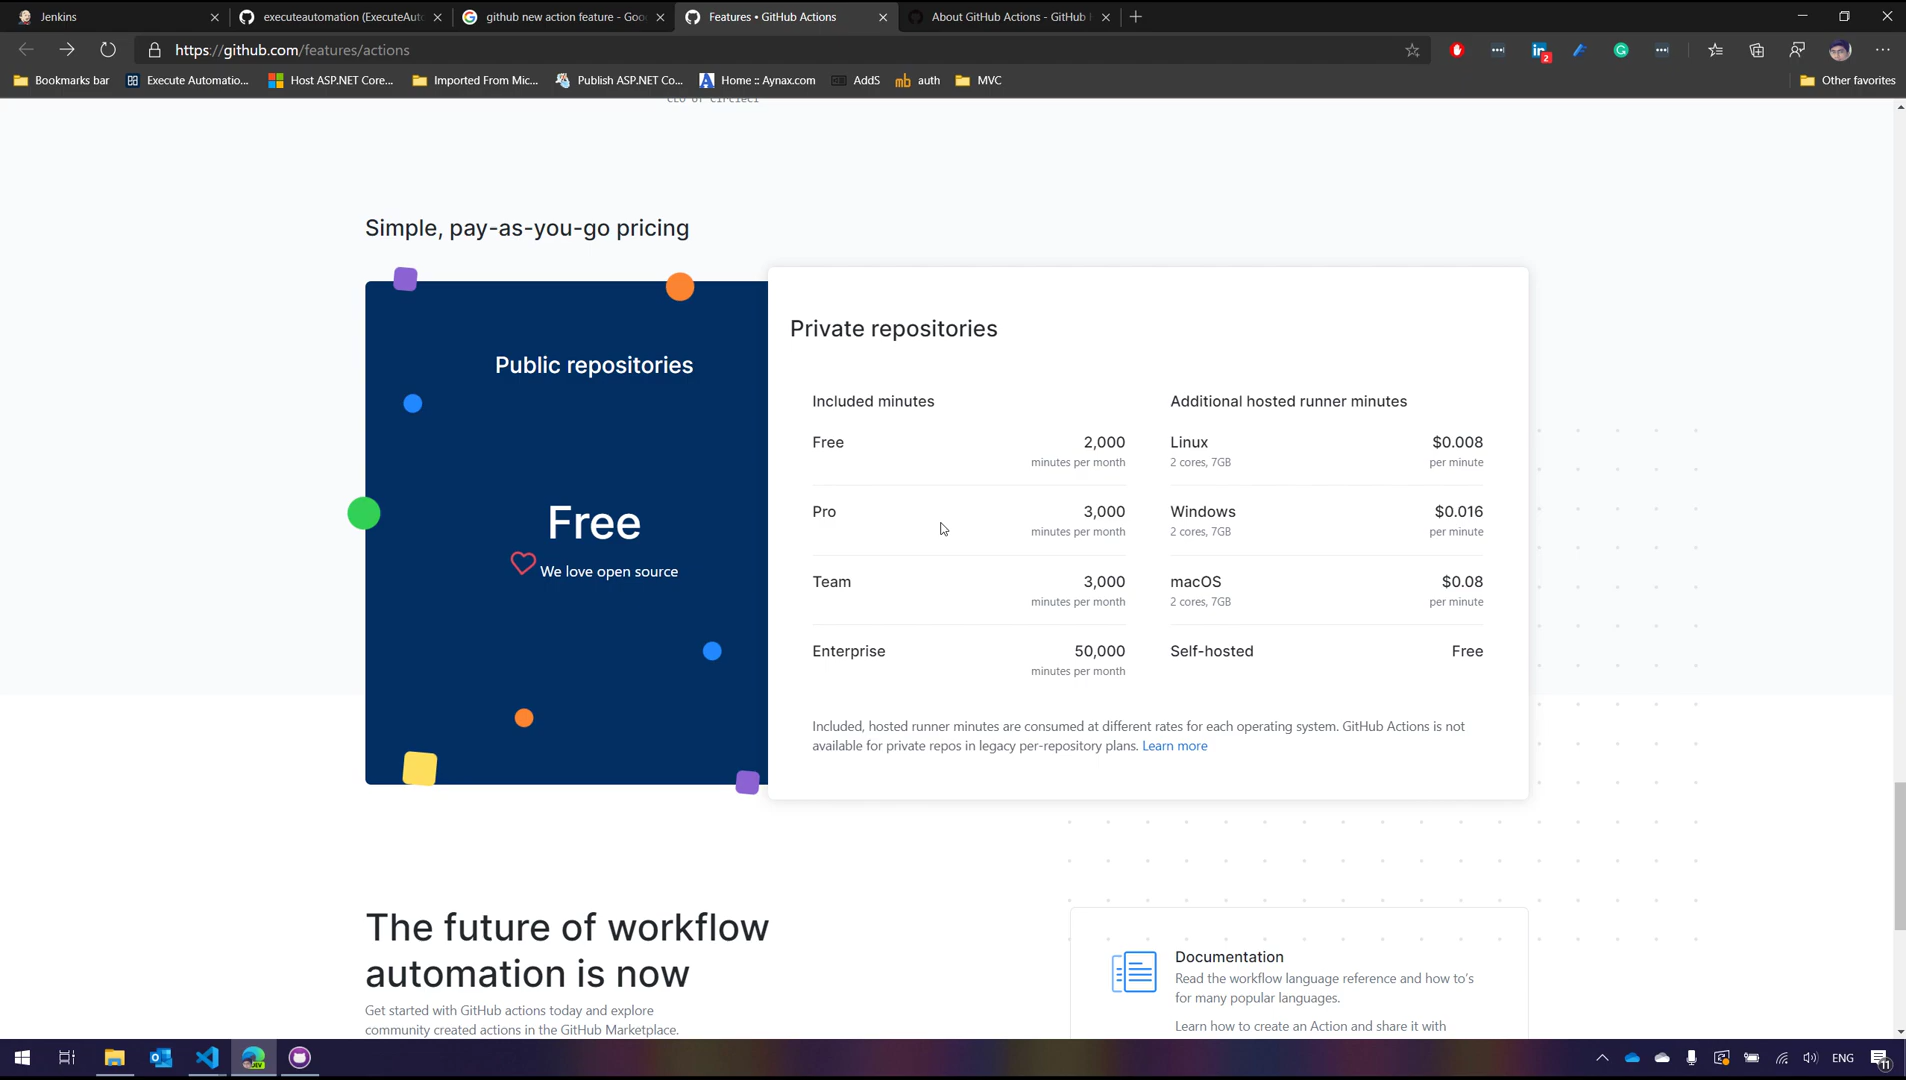 Jenkins
executeautomation (ExecuteAuto
github new action feature - Goo
Features • GitHub Actions
About GitHub Actions - GitHub
https://github.com/features/actions
2
Bookmarks bar
Execute Automatio...
Host ASP.NET Core...
Imported From Mic...
Publish ASP.NET Co...
Home :: Aynax.com
AddS
auth
MVC
Other favorites
Simple, pay-as-you-go pricing
Public repositories
Free
We love open source
Private repositories
Included minutes
Free 2,000
minutes per month
Pro 3,000
minutes per month
Team 3,000
minutes per month
Enterprise 50,000
minutes per month
Additional hosted runner minutes
Linux $0.008
2 cores, 7GB per minute
Windows $0.016
2 cores, 7GB per minute
macOS $0.08
2 cores, 7GB per minute
Self-hosted Free
Included, hosted runner minutes are consumed at different rates for each operating system. GitHub Actions is not
available for private repos in legacy per-repository plans. Learn more
The future of workflow
automation is now
Get started with GitHub actions today and explore
community created actions in the GitHub Marketplace.
Documentation
Read the workflow language reference and how to's
for many popular languages.
Learn how to create an Action and share it with
DEV
ENG
11